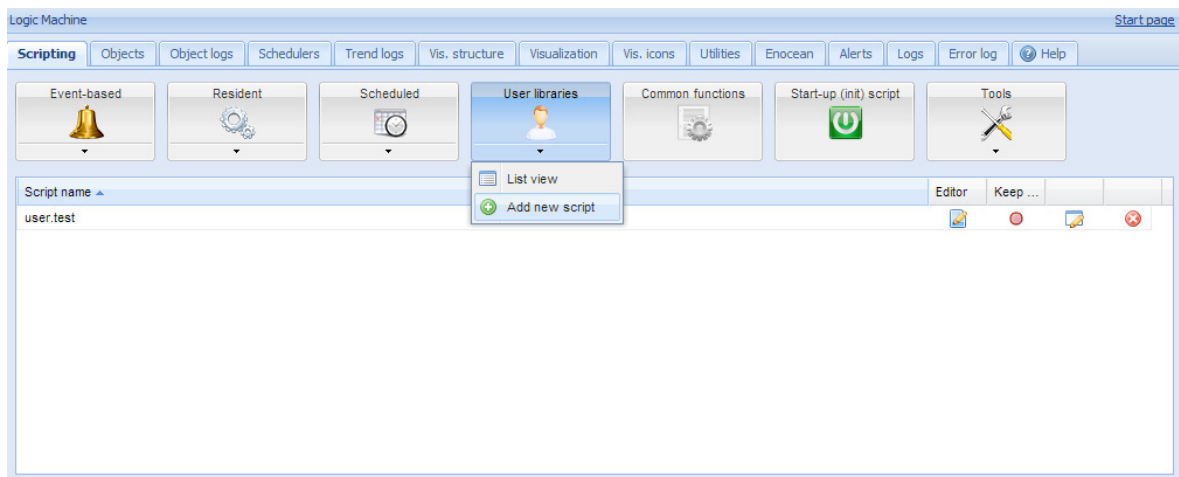 Logic Machine Start page
Scripting Objects Object logs Schedulers Trend logs Vis. structure Visualization Vis. icons Utilities Enocean Alerts Logs Error log Help
Event-based Resident Scheduled User libraries Common functions Start-up (init) script Tools
List view
Add new script
Script name Editor Keep ...
user.test